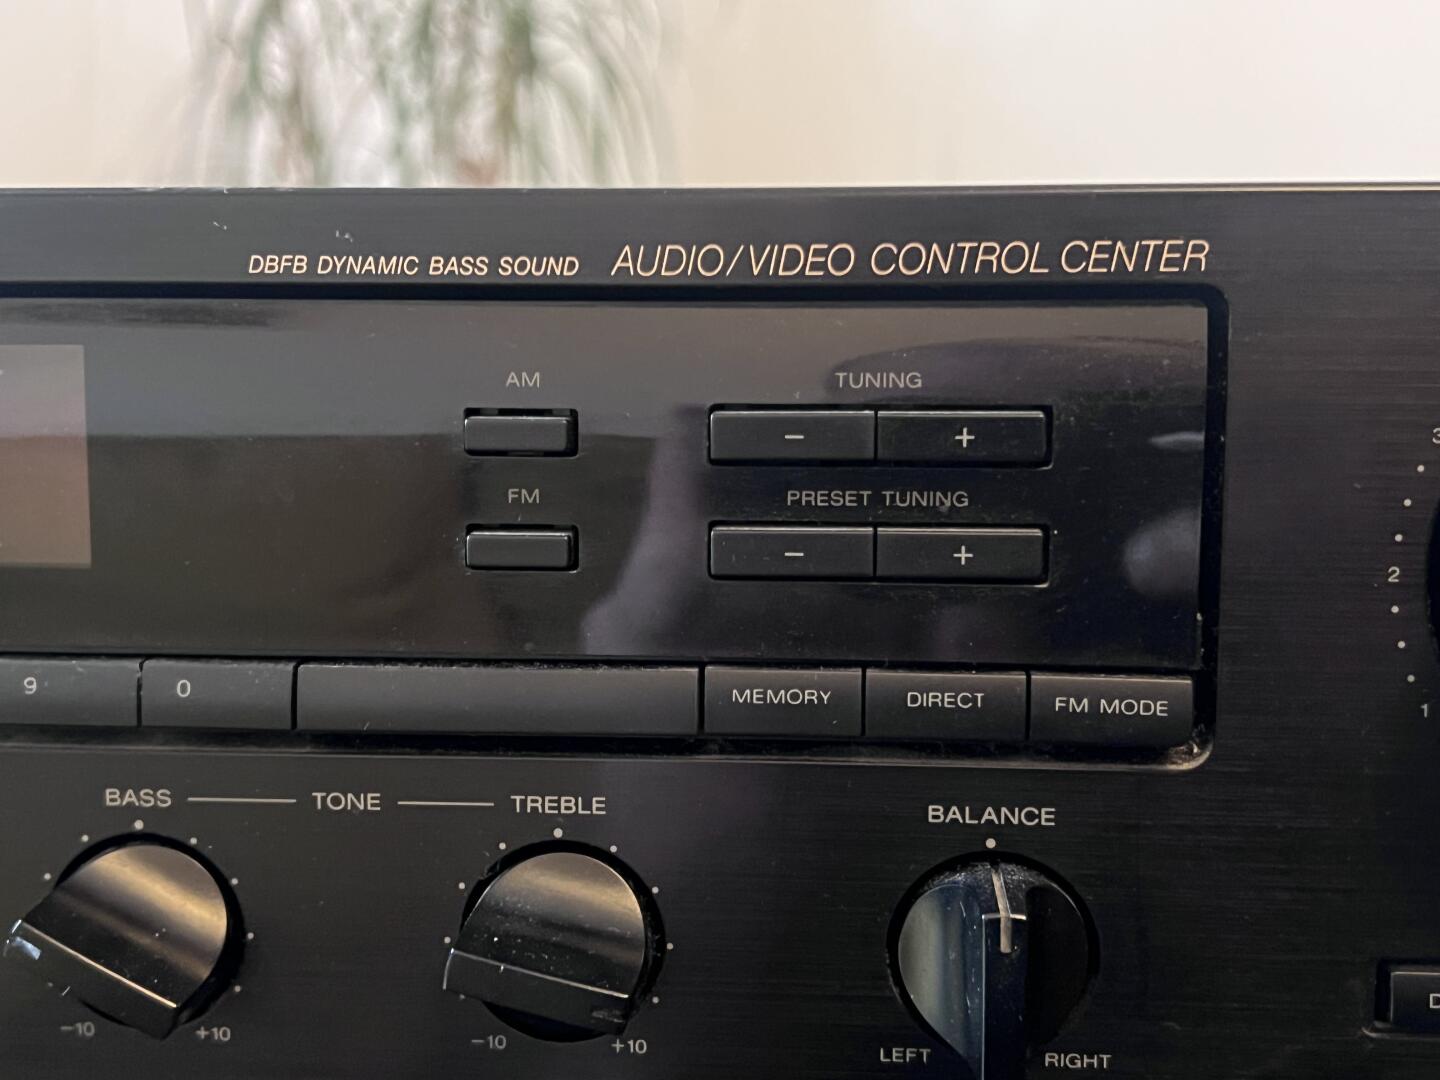 DBFB DYNAMIC BASS SOUND AUDIO/VIDEO CONTROL CENTER
AM TUNING
− +
FM PRESET TUNING
− +
3
2
1
9 0 MEMORY DIRECT FM MODE
BASS TONE TREBLE BALANCE
−10 +10 −10 +10 LEFT RIGHT